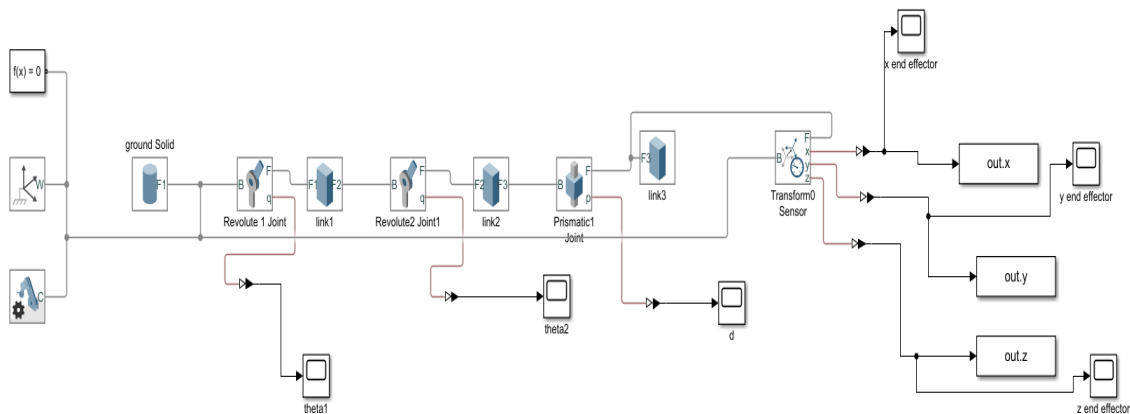 x end effector
f(x) = 0
ground Solid
F1
B
F
q
F1
F2
B
F
q
F2
F3
B
F
p
F3
B
F
x
y
z
out.x
W
Revolute 1 Joint
link1
Revolute2 Joint1
link2
Prismatic1
Joint
link3
Transform0
Sensor
y end effector
C
out.y
theta2
d
out.z
theta1
z end effector